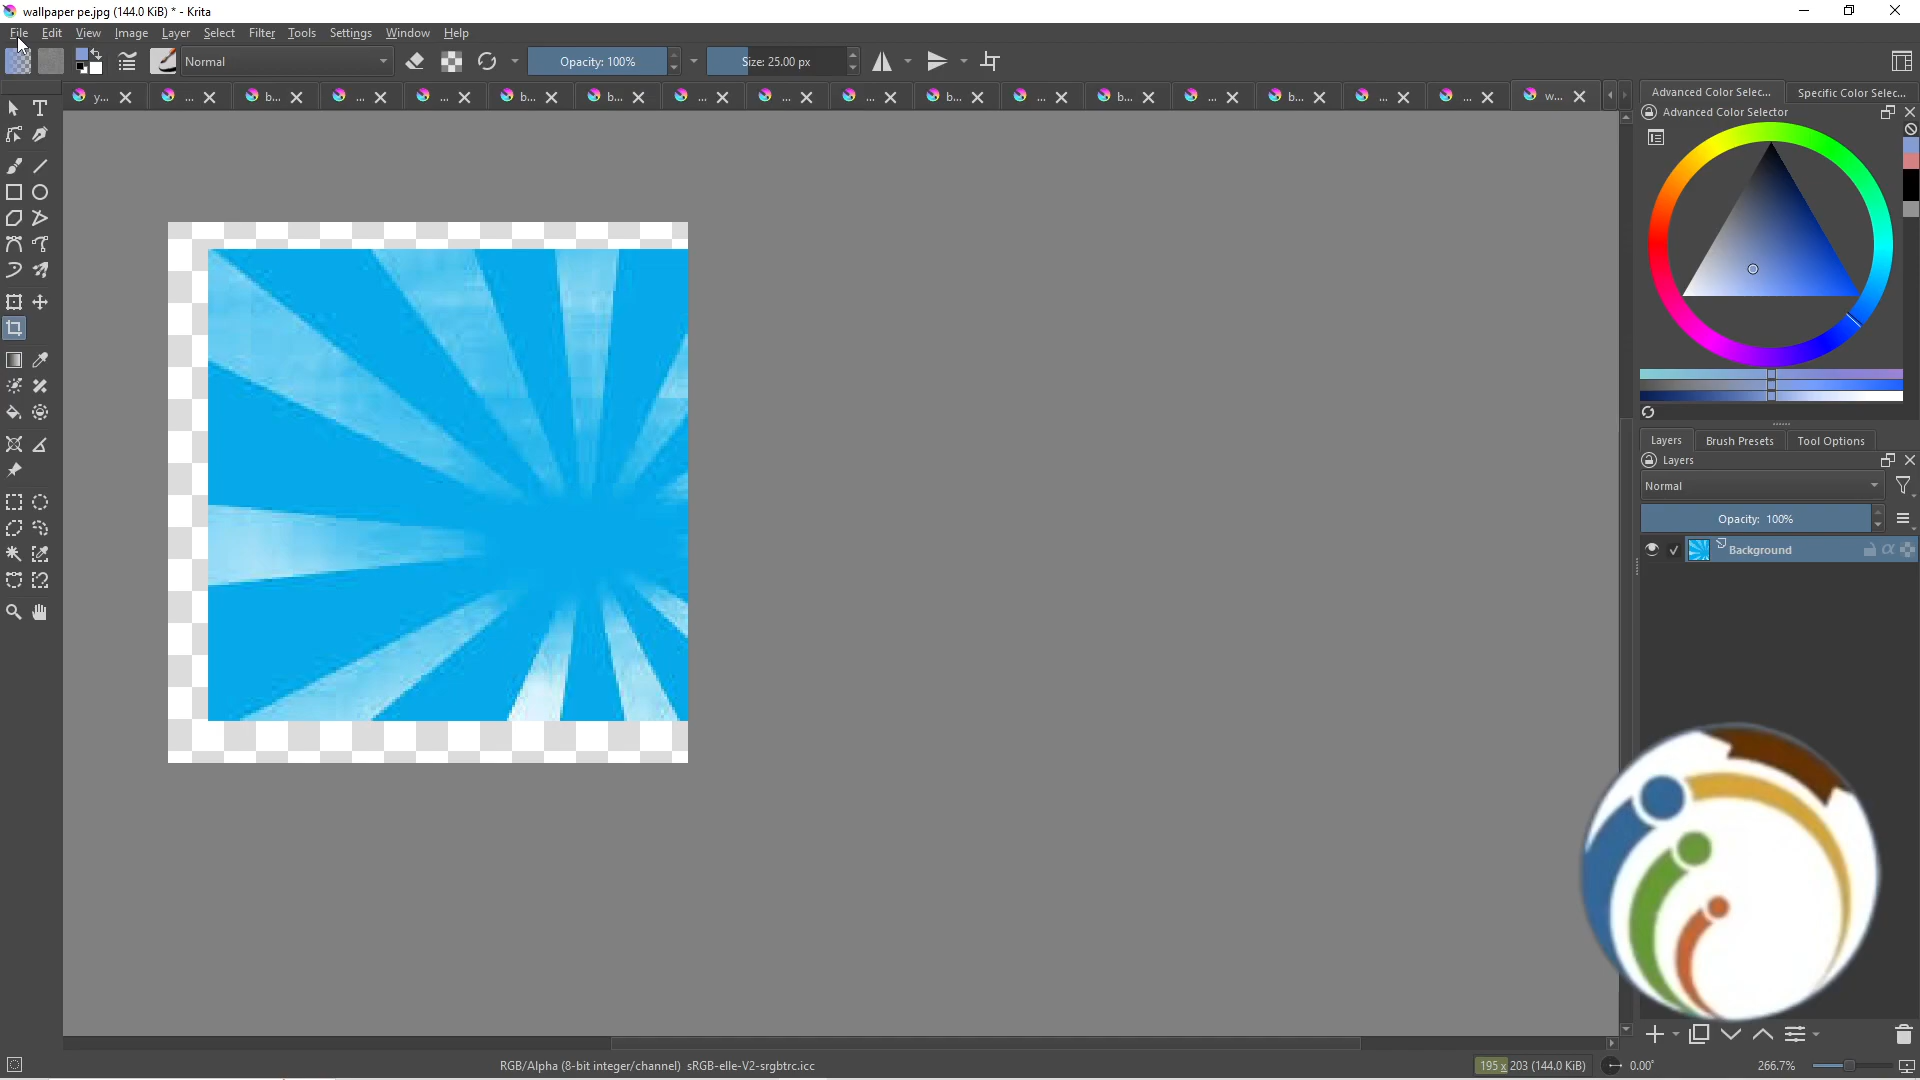 wallpaper pe.jpg (144.0 KiB) * - Krita
File Edit View Image Layer Select Filter Tools Settings Window Help
Normal Opacity: 100% Size: 25.00 px
y... ... b... ... ... b... b... ... ... ... b... ... b... ... b... ... ... w...
Advanced Color Selec... Specific Color Selec...
Advanced Color Selector
Layers Brush Presets Tool Options
Layers
Normal
Opacity: 100%
Background
RGB/Alpha (8-bit integer/channel) sRGB-elle-V2-srgbtrc.icc 195 x 203 (144.0 KiB) 0.00° 266.7%